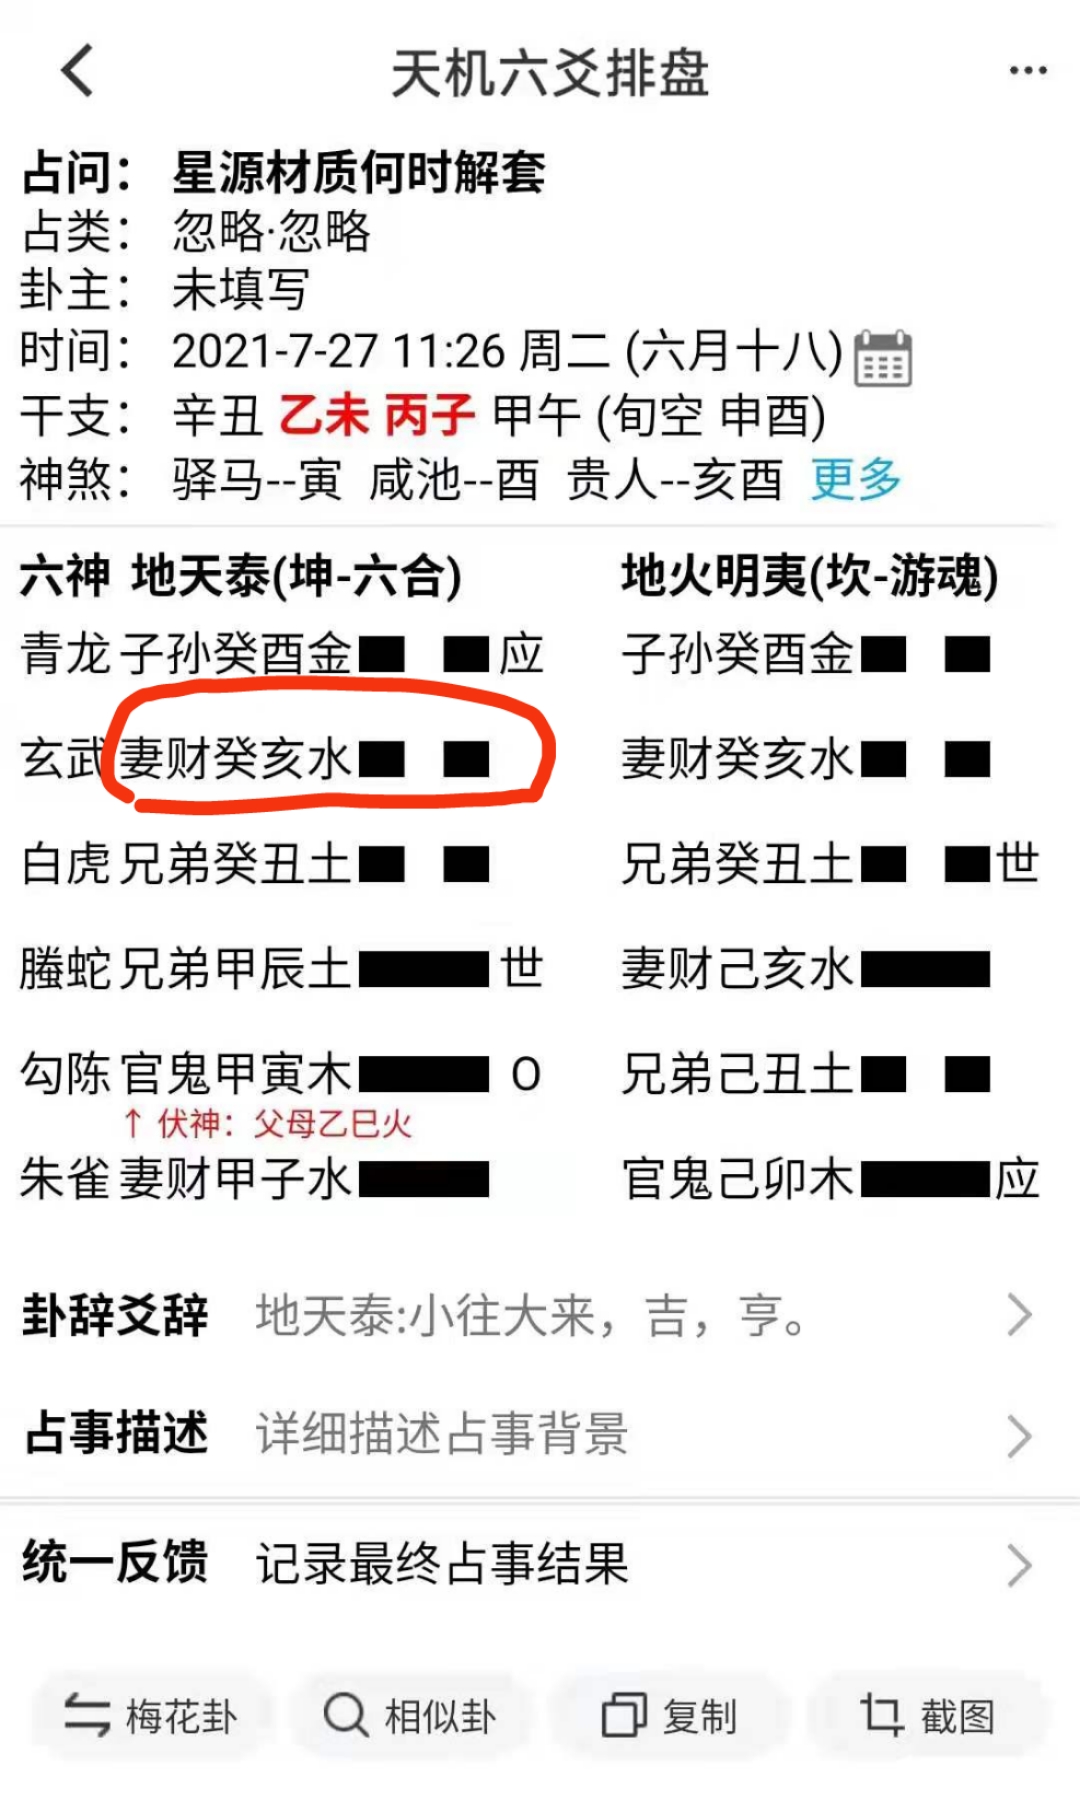 天机六爻排盘
占问： 星源材质何时解套
占类： 忽略·忽略
卦主： 未填写
时间： 2021-7-27 11:26 周二 (六月十八)
干支： 辛丑 乙未 丙子 甲午 (旬空 申酉)
神煞： 驿马--寅 咸池--酉 贵人--亥酉 更多
六神 地天泰(坤-六合) 地火明夷(坎-游魂)
青龙 子孙癸酉金 应 子孙癸酉金
玄武 妻财癸亥水 妻财癸亥水
白虎 兄弟癸丑土 兄弟癸丑土 世
螣蛇 兄弟甲辰土 世 妻财己亥水
勾陈 官鬼甲寅木 O 兄弟己丑土
↑ 伏神：父母乙巳火
朱雀 妻财甲子水 官鬼己卯木 应
卦辞爻辞 地天泰:小往大来，吉，亨。
占事描述 详细描述占事背景
统一反馈 记录最终占事结果
梅花卦 相似卦 复制 截图